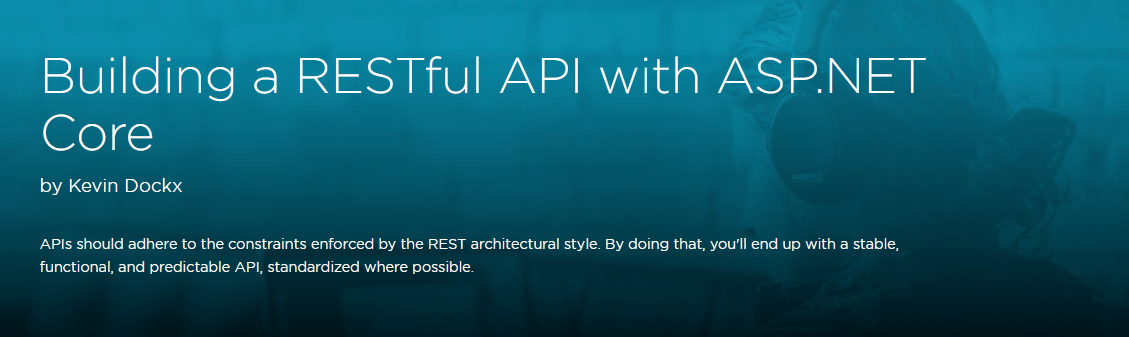 Building a RESTful API with ASP.NET
Core
by Kevin Dockx
APIs should adhere to the constraints enforced by the REST architectural style. By doing that, you'll end up with a stable,
functional, and predictable API, standardized where possible.